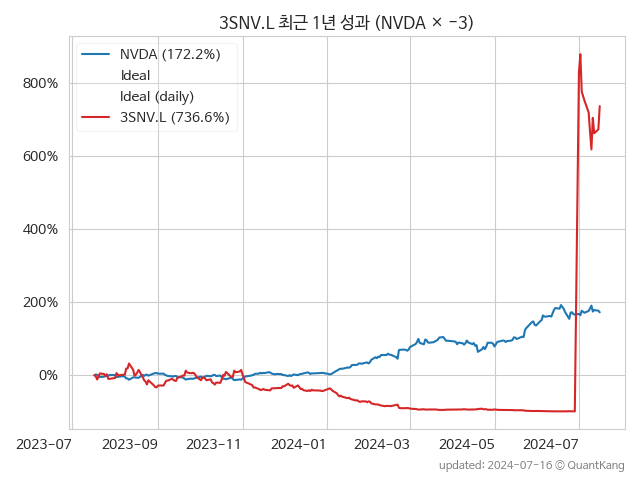 3SNV.L 최근 1년 성과 (NVDA × −3)
NVDA (172.2%)
Ideal
Ideal (daily)
3SNV.L (736.6%)
800%
600%
400%
200%
0%
2023-07 2023-09 2023-11 2024-01 2024-03 2024-05 2024-07
updated: 2024-07-16 © QuantKang